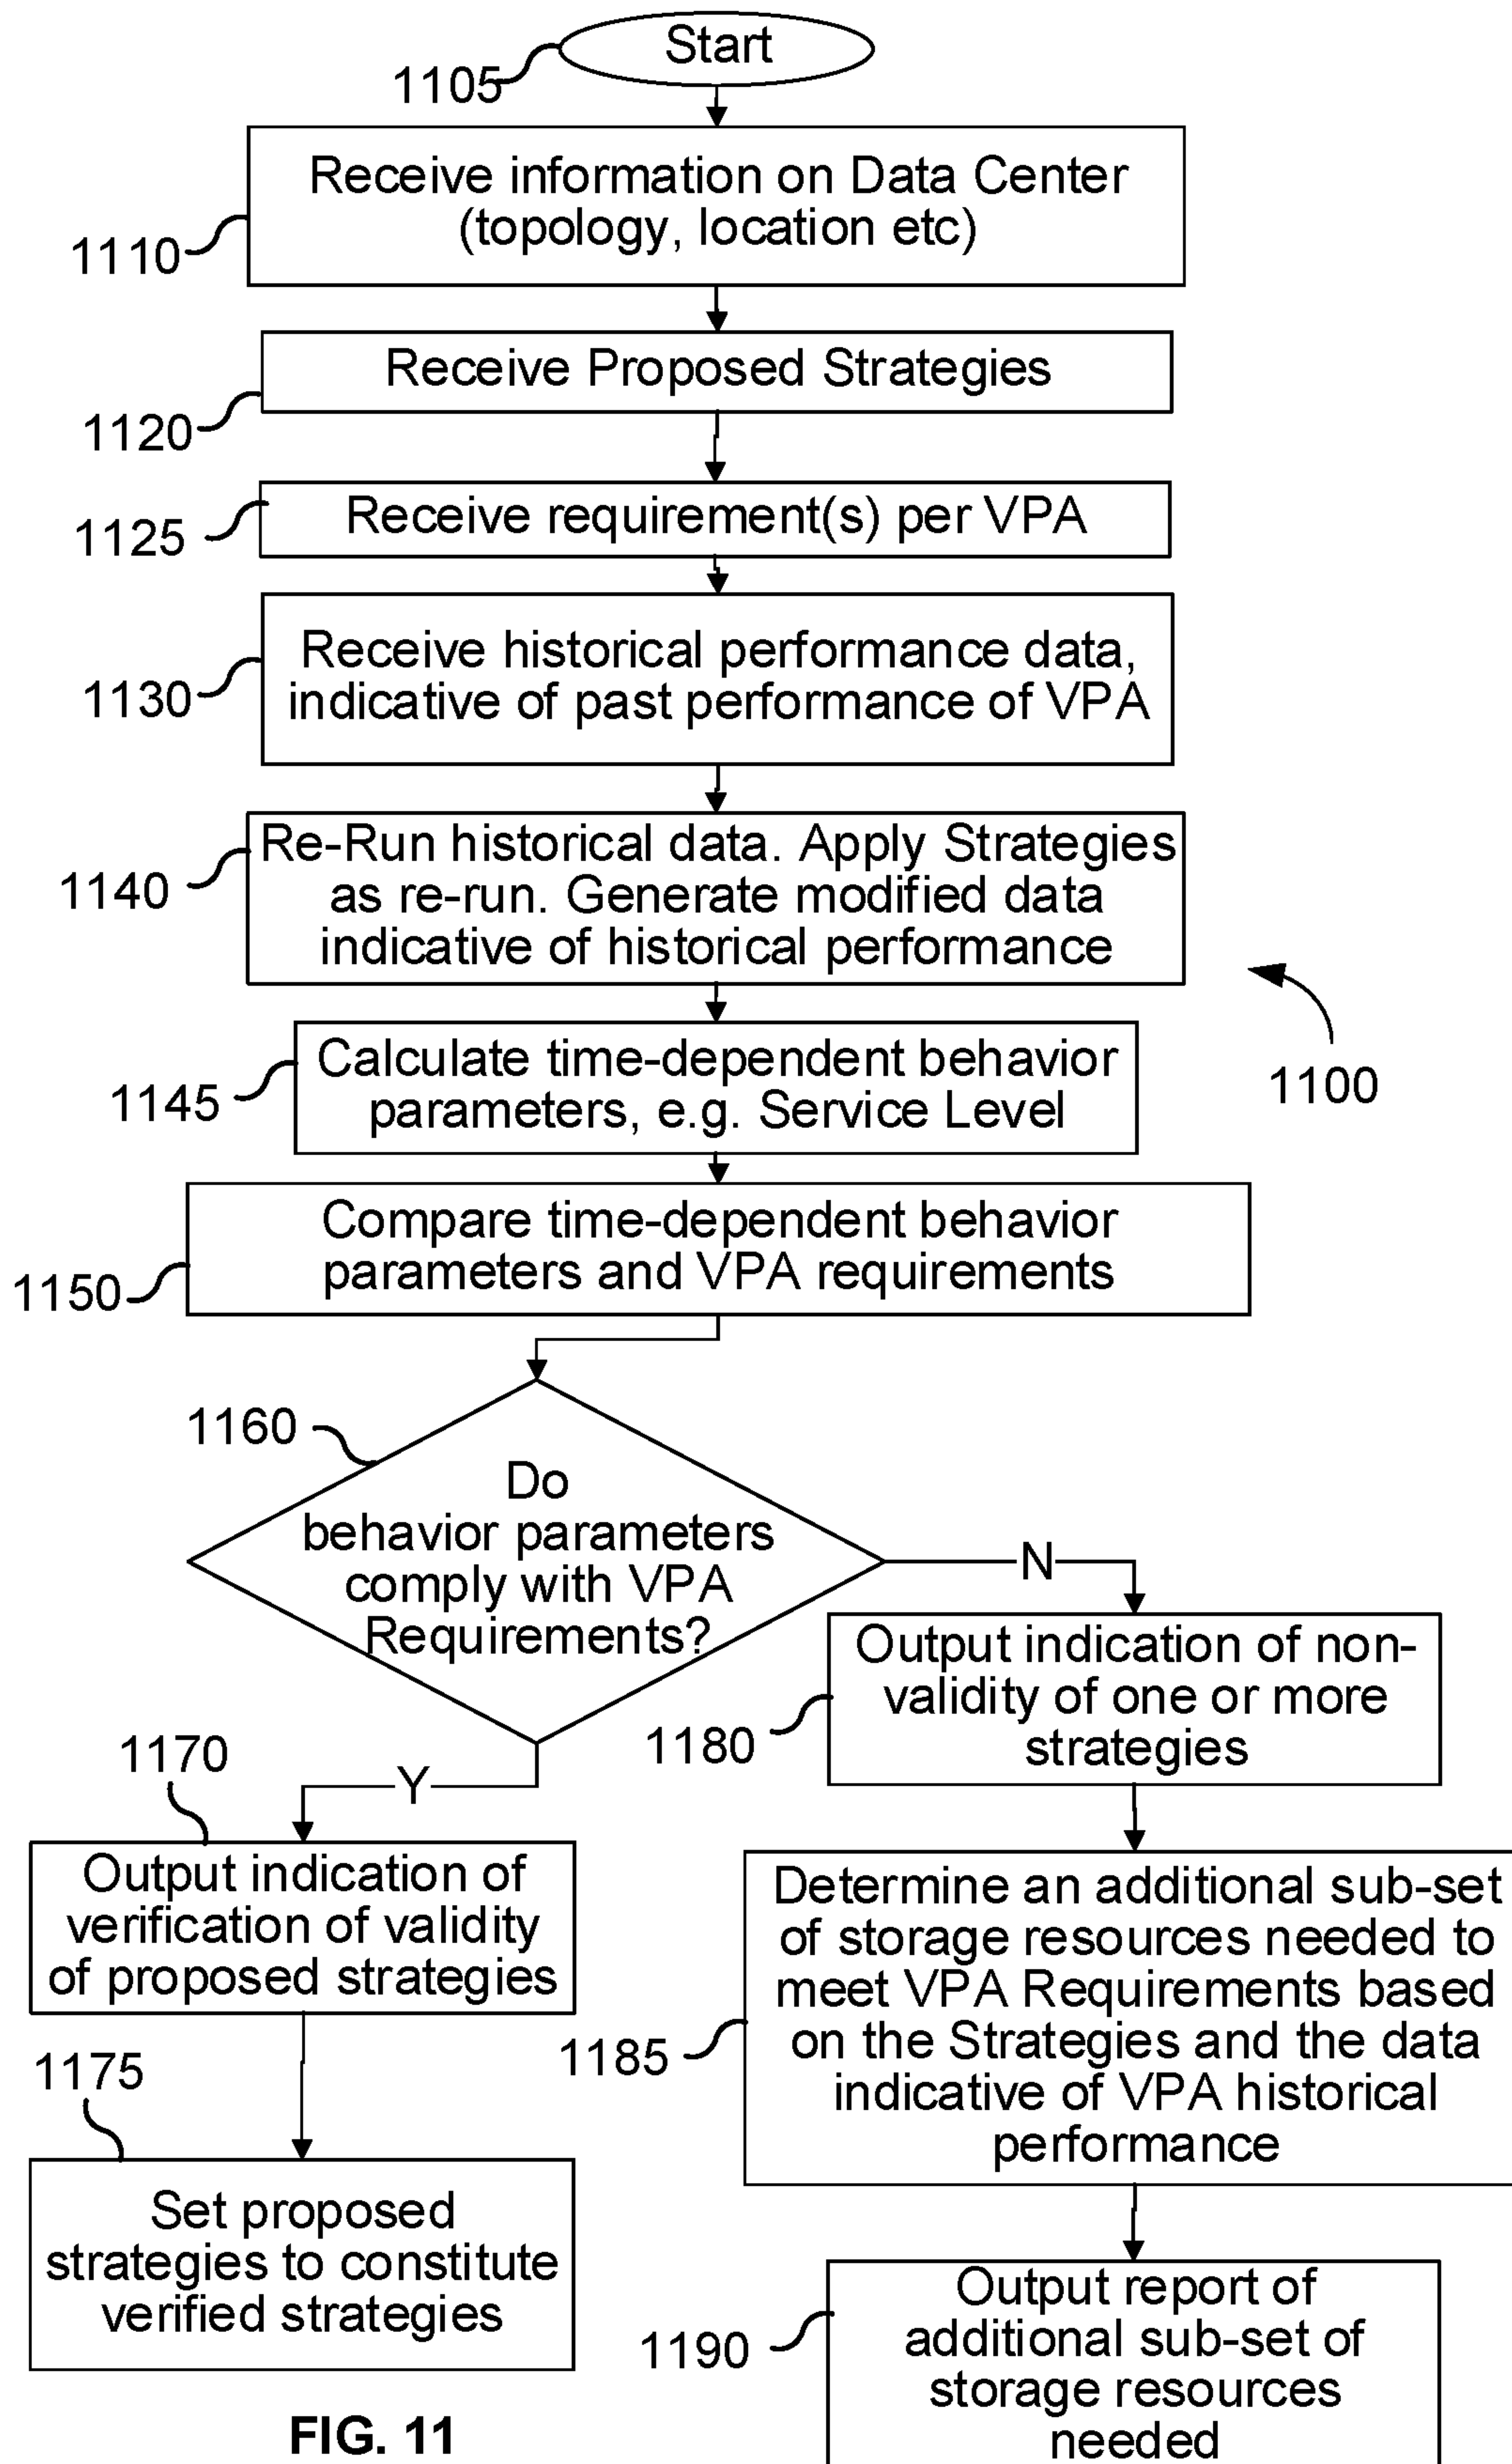 Start
1105
Receive information on Data Center
(topology, location etc)
1110
Receive Proposed Strategies
1120
Receive requirement(s) per VPA
1125
Receive historical performance data,
indicative of past performance of VPA
1130
Re-Run historical data. Apply Strategies
as re-run. Generate modified data
indicative of historical performance
1140
1100
Calculate time-dependent behavior
parameters, e.g. Service Level
1145
Compare time-dependent behavior
parameters and VPA requirements
1150
1160
Do
behavior parameters
comply with VPA
Requirements?
N
Output indication of non-
validity of one or more
strategies
1180
Y
1170
Output indication of
verification of validity
of proposed strategies
Determine an additional sub-set
of storage resources needed to
meet VPA Requirements based
on the Strategies and the data
indicative of VPA historical
performance
1185
1175
Set proposed
strategies to constitute
verified strategies
Output report of
additional sub-set of
storage resources
needed
1190
FIG. 11